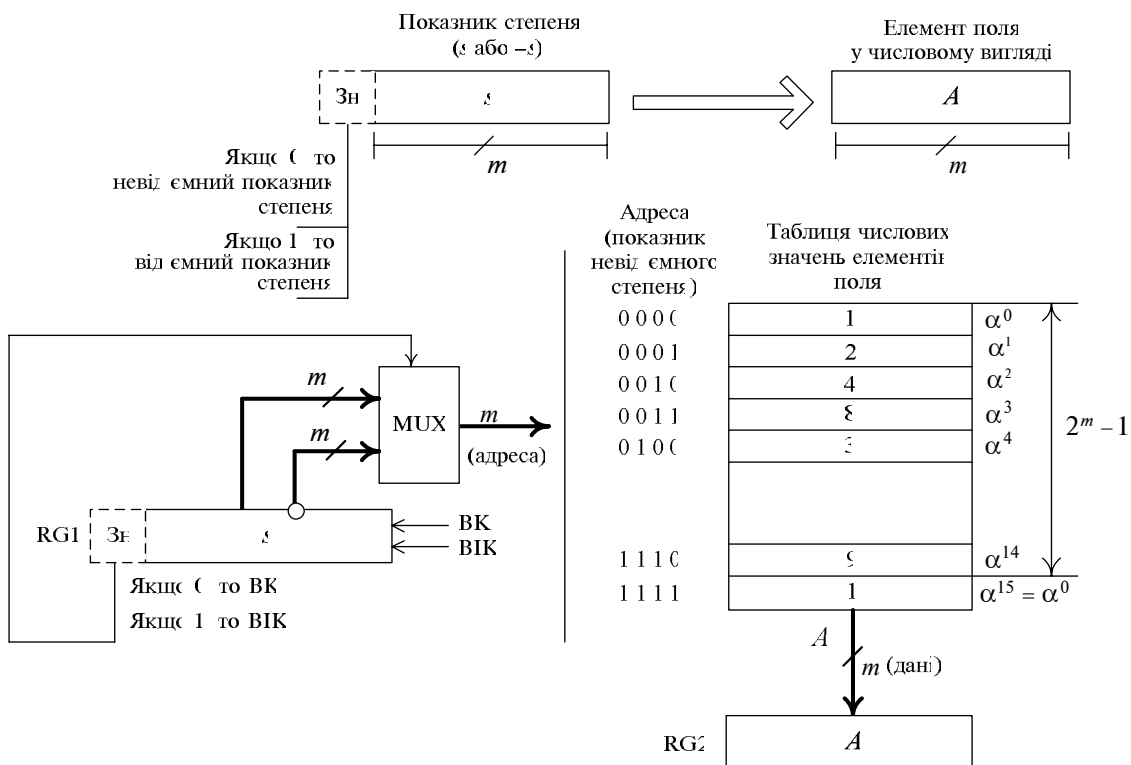 Показник степеня
(s або –s)
Елемент поля
у числовому вигляді
Зн
s
A
m
m
Якщо 0 то
невід ємний показник
степеня
Якщо 1 то
від ємний показник
степеня
Адреса
(показник
невід ємного
степеня)
Таблиця числових
значень елементів
поля
0 0 0 0
1
α⁰
0 0 0 1
2
α¹
0 0 1 0
4
α²
0 0 1 1
8
α³
0 1 0 0
3
α⁴
2ᵐ – 1
1 1 1 0
9
α¹⁴
1 1 1 1
1
α¹⁵ = α⁰
A
m (дані)
RG2
A
m
m
MUX
m
(адреса)
RG1
Зн
s
ВК
ВІК
Якщо 0 то ВК
Якщо 1 то ВІК